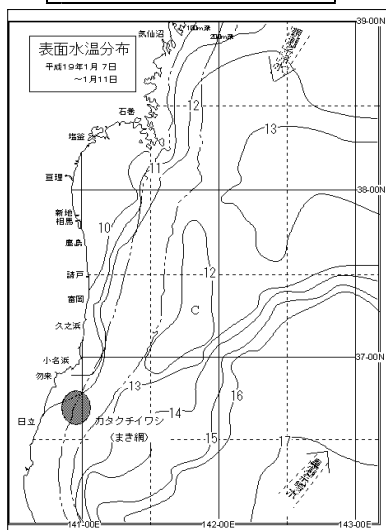 39-00N
気仙沼
100m深
200m深
表面水温分布
平成19年1月 7日
～1月11日
12
石巻
13
塩釜
11
亘理
38-00N
新地
相馬
10
鹿島
12
請戸
富岡
C
久之浜
小名浜
37-00N
勿来
13
16
カタクチイワシ
(まき網)
14
日立
15
17
141-00E
142-00E
143-00E